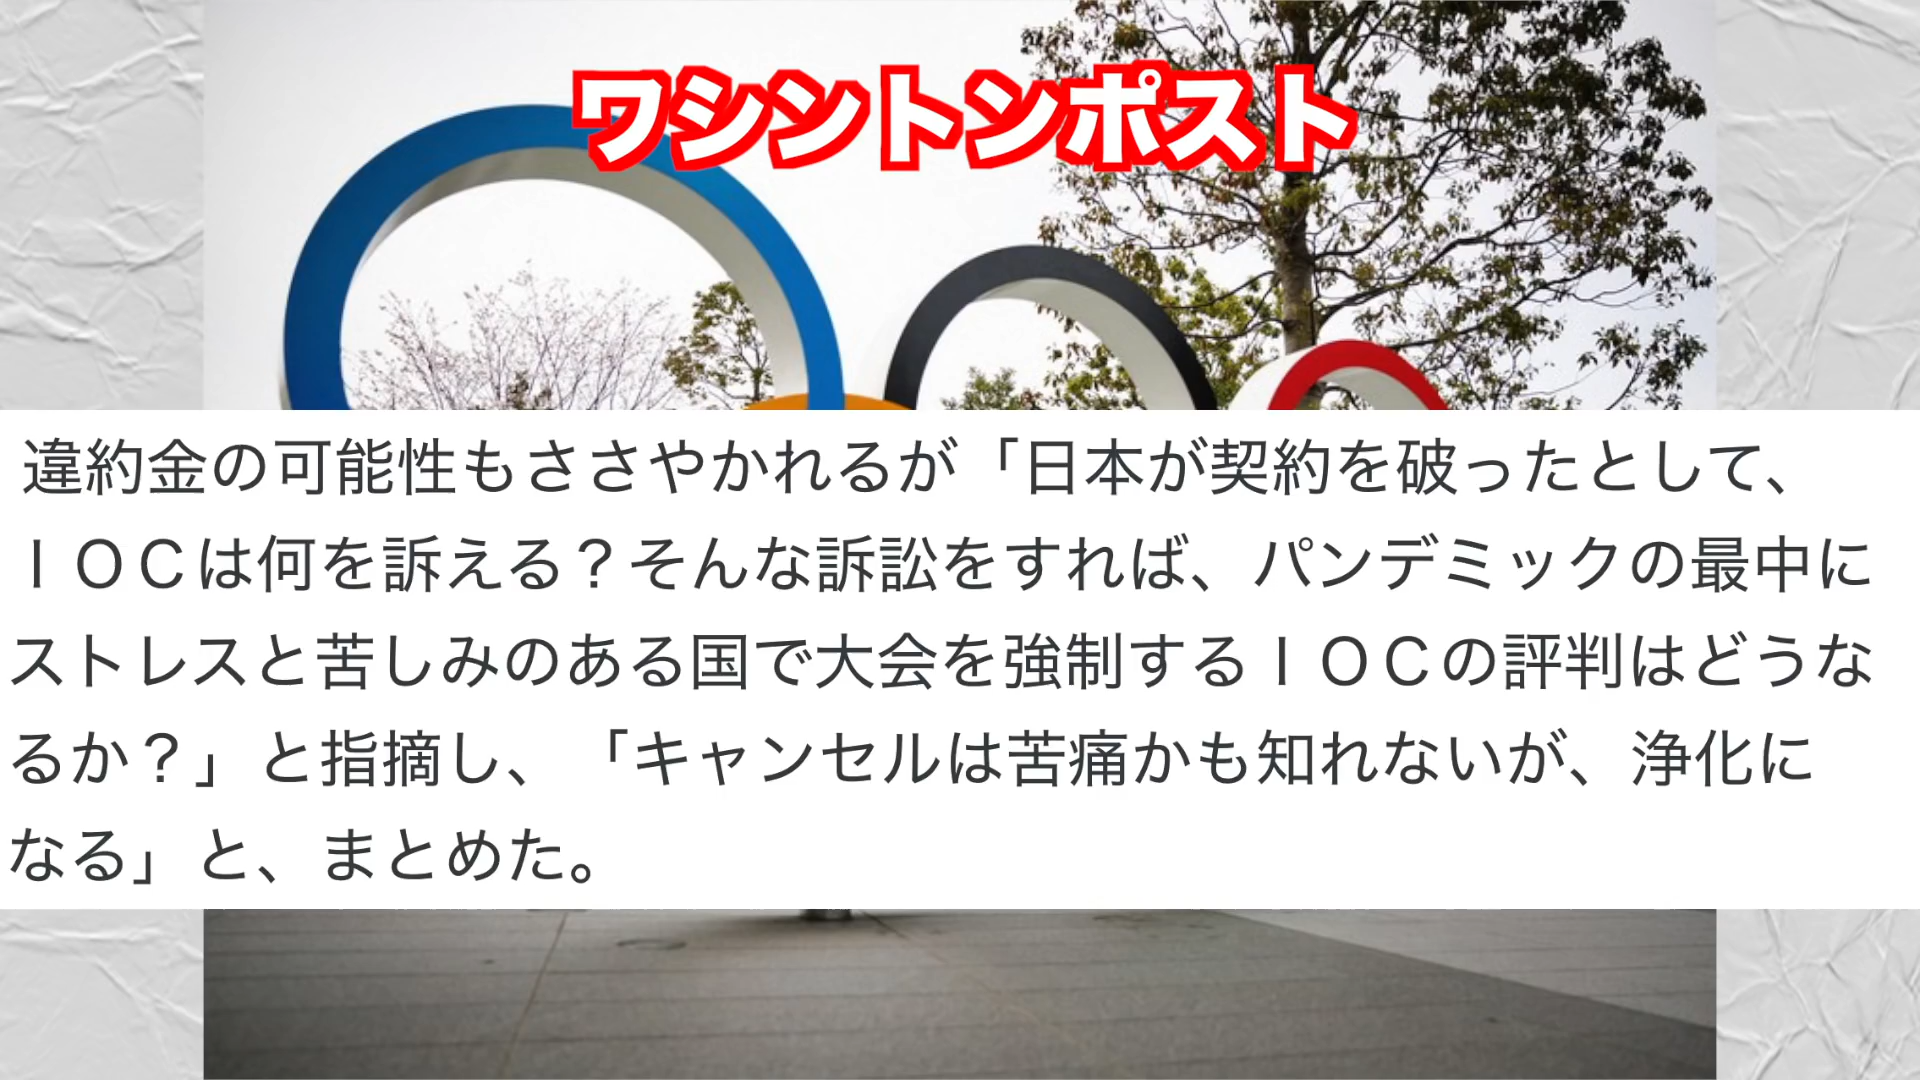 ワシントンポスト
違約金の可能性もささやかれるが「日本が契約を破ったとして、
ＩＯＣは何を訴える？そんな訴訟をすれば、パンデミックの最中に
ストレスと苦しみのある国で大会を強制するＩＯＣの評判はどうな
るか？」と指摘し、「キャンセルは苦痛かも知れないが、浄化に
なる」と、まとめた。